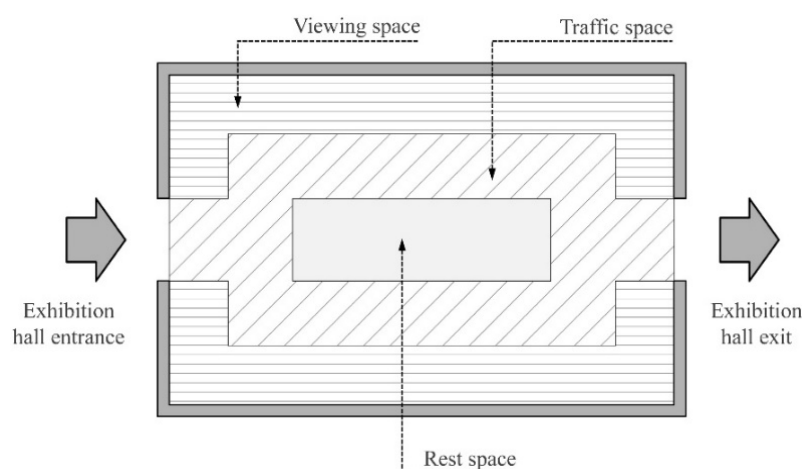 Viewing space
Traffic space
Exhibition
hall entrance
Exhibition
hall exit
Rest space